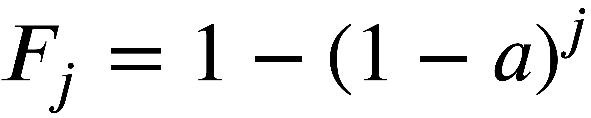 F_j = 1 − (1 − a)^j